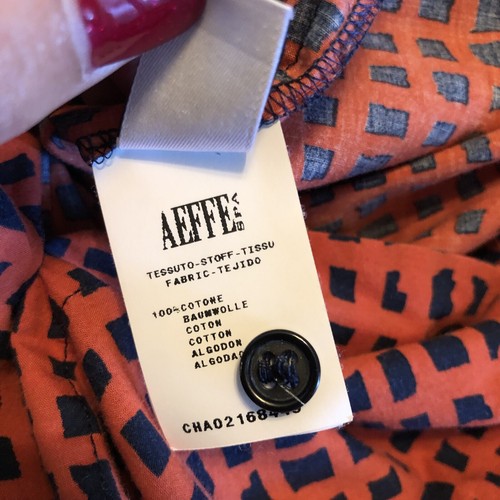 AEFFE SPA
TESSUTO-STOFF-TISSU
FABRIC-TEJIDO
100%COTONE
BAUMWOLLE
COTON
COTTON
ALGODON